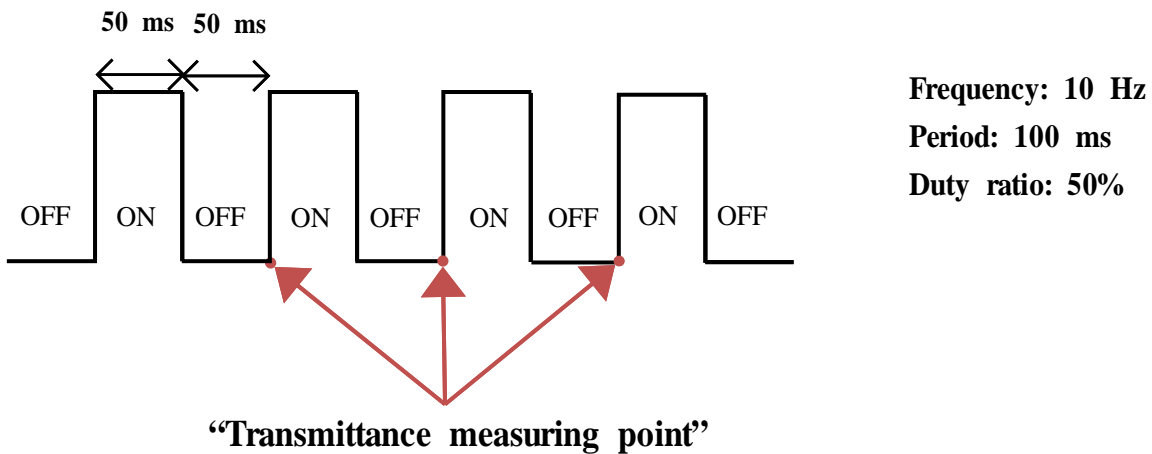 50 ms 50 ms
Frequency: 10 Hz
Period: 100 ms
Duty ratio: 50%
OFF ON OFF ON OFF ON OFF ON OFF
“Transmittance measuring point”